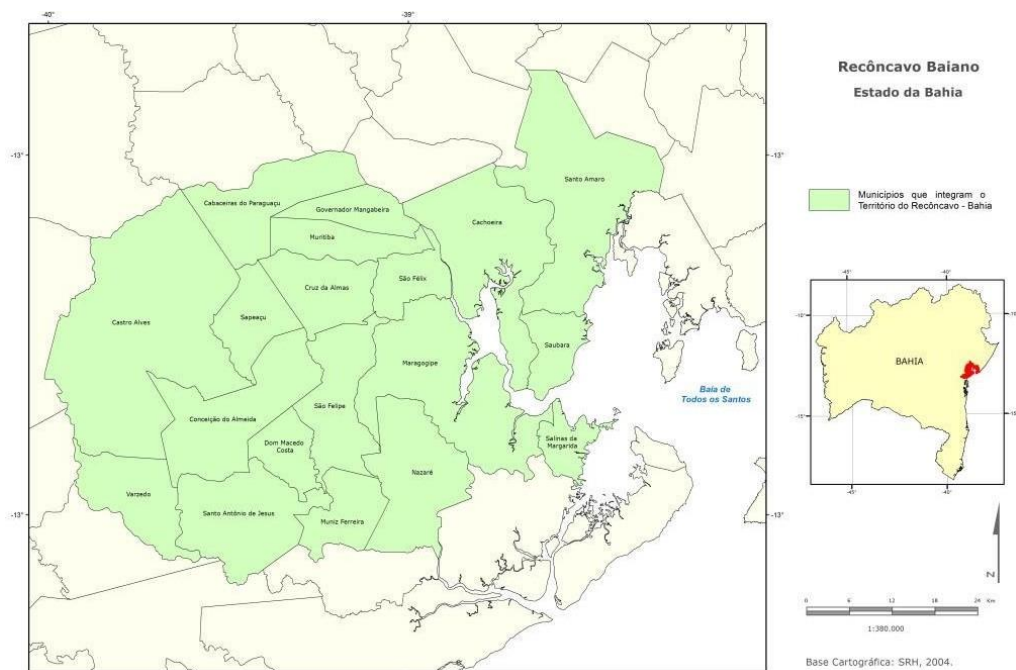 -40°
-39°
-13°
-13°
Santo Amaro
Cabaceiras do Paraguaçu
Governador Mangabeira
Cachoeira
Muritiba
São Félix
Cruz da Almas
Sapeaçu
Castro Alves
Saubara
Maragogipe
São Felipe
Conceição do Almeida
Dom Macedo
Costa
Salinas da
Margarida
Nazaré
Varzedo
Santo Antônio de Jesus
Muniz Ferreira
-13°
-13°
Baía de
Todos os Santos
Recôncavo Baiano
Estado da Bahia
Municípios que integram o
Território do Recôncavo - Bahia
-45°
-40°
BAHIA
-15°
-45°
-40°
N
0 6 12 18 24 Km
1:380.000
Base Cartográfica: SRH, 2004.